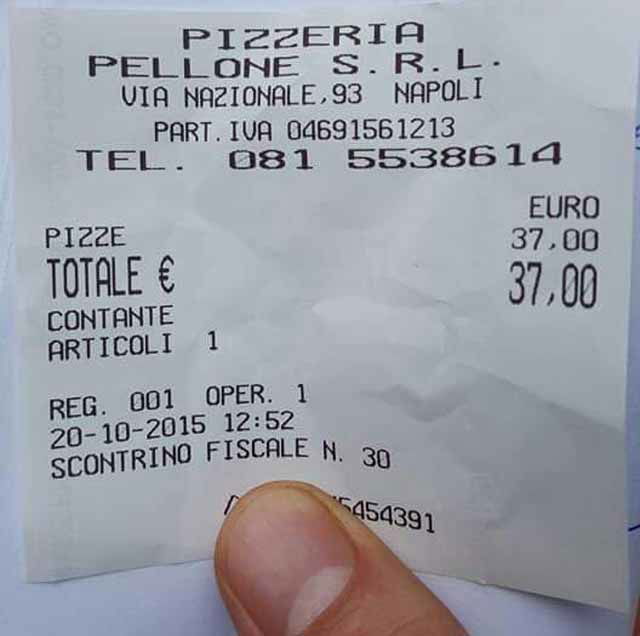 PIZZERIA
PELLONE S.R.L.
VIA NAZIONALE,93 NAPOLI
PART.IVA 04691561213
TEL. 081 5538614
EURO
PIZZE 37,00
TOTALE € 37,00
CONTANTE
ARTICOLI 1
REG. 001 OPER. 1
20-10-2015 12:52
SCONTRINO FISCALE N. 30
5454391